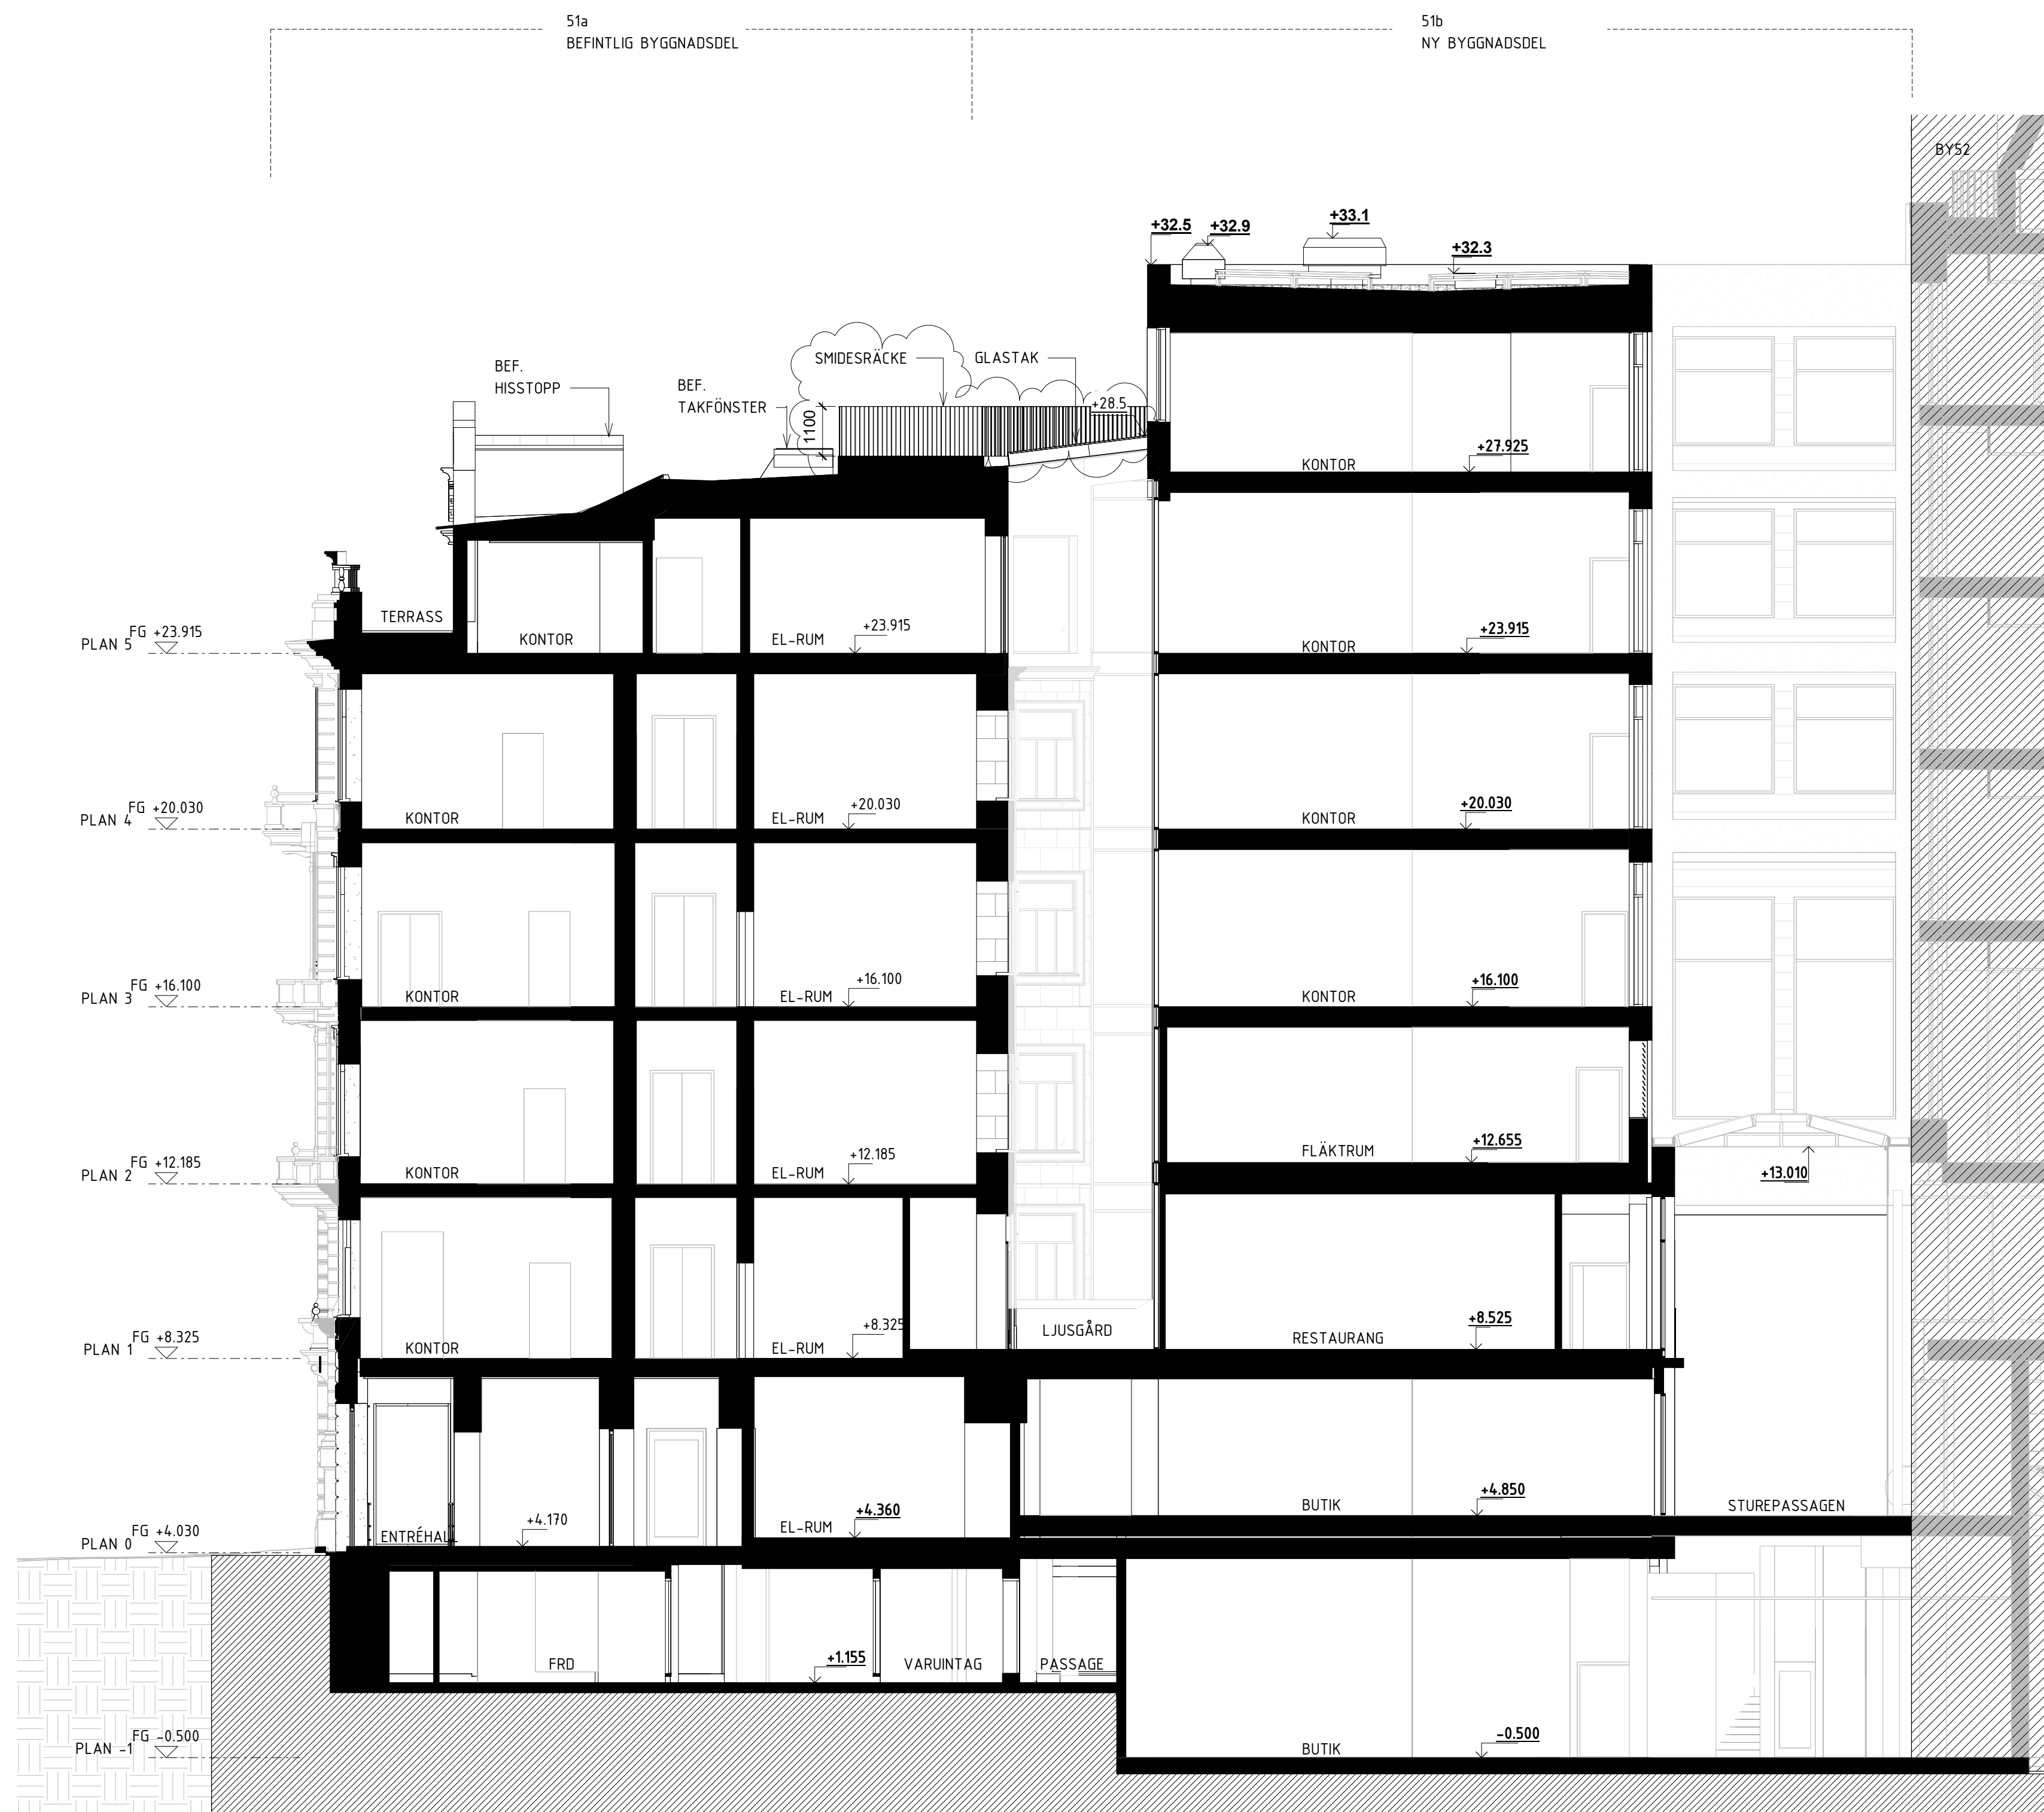 51a
BEFINTLIG BYGGNADSDEL
51b
NY BYGGNADSDEL
BY52
+32.5
+32.9
+33.1
+32.3
BEF.
HISSTOPP
BEF.
TAKFÖNSTER
SMIDESRÄCKE
GLASTAK
1100
+28.5
+27.925
KONTOR
PLAN 5
FG +23.915
TERRASS
KONTOR
EL-RUM
+23.915
KONTOR
+23.915
PLAN 4
FG +20.030
KONTOR
EL-RUM
+20.030
KONTOR
+20.030
PLAN 3
FG +16.100
KONTOR
EL-RUM
+16.100
KONTOR
+16.100
PLAN 2
FG +12.185
KONTOR
EL-RUM
+12.185
FLÄKTRUM
+12.655
+13.010
PLAN 1
FG +8.325
KONTOR
EL-RUM
+8.325
LJUSGÅRD
RESTAURANG
+8.525
PLAN 0
FG +4.030
ENTRÉHALL
+4.170
EL-RUM
+4.360
BUTIK
+4.850
STUREPASSAGEN
FRD
+1.155
VARUINTAG
PASSAGE
PLAN -1
FG -0.500
BUTIK
-0.500